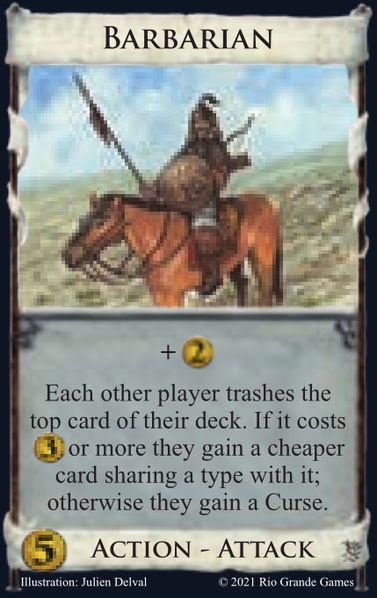 BARBARIAN
+ 2
Each other player trashes the
top card of their deck. If it costs
3 or more they gain a cheaper
card sharing a type with it;
otherwise they gain a Curse.
5 ACTION - ATTACK
Illustration: Julien Delval © 2021 Rio Grande Games